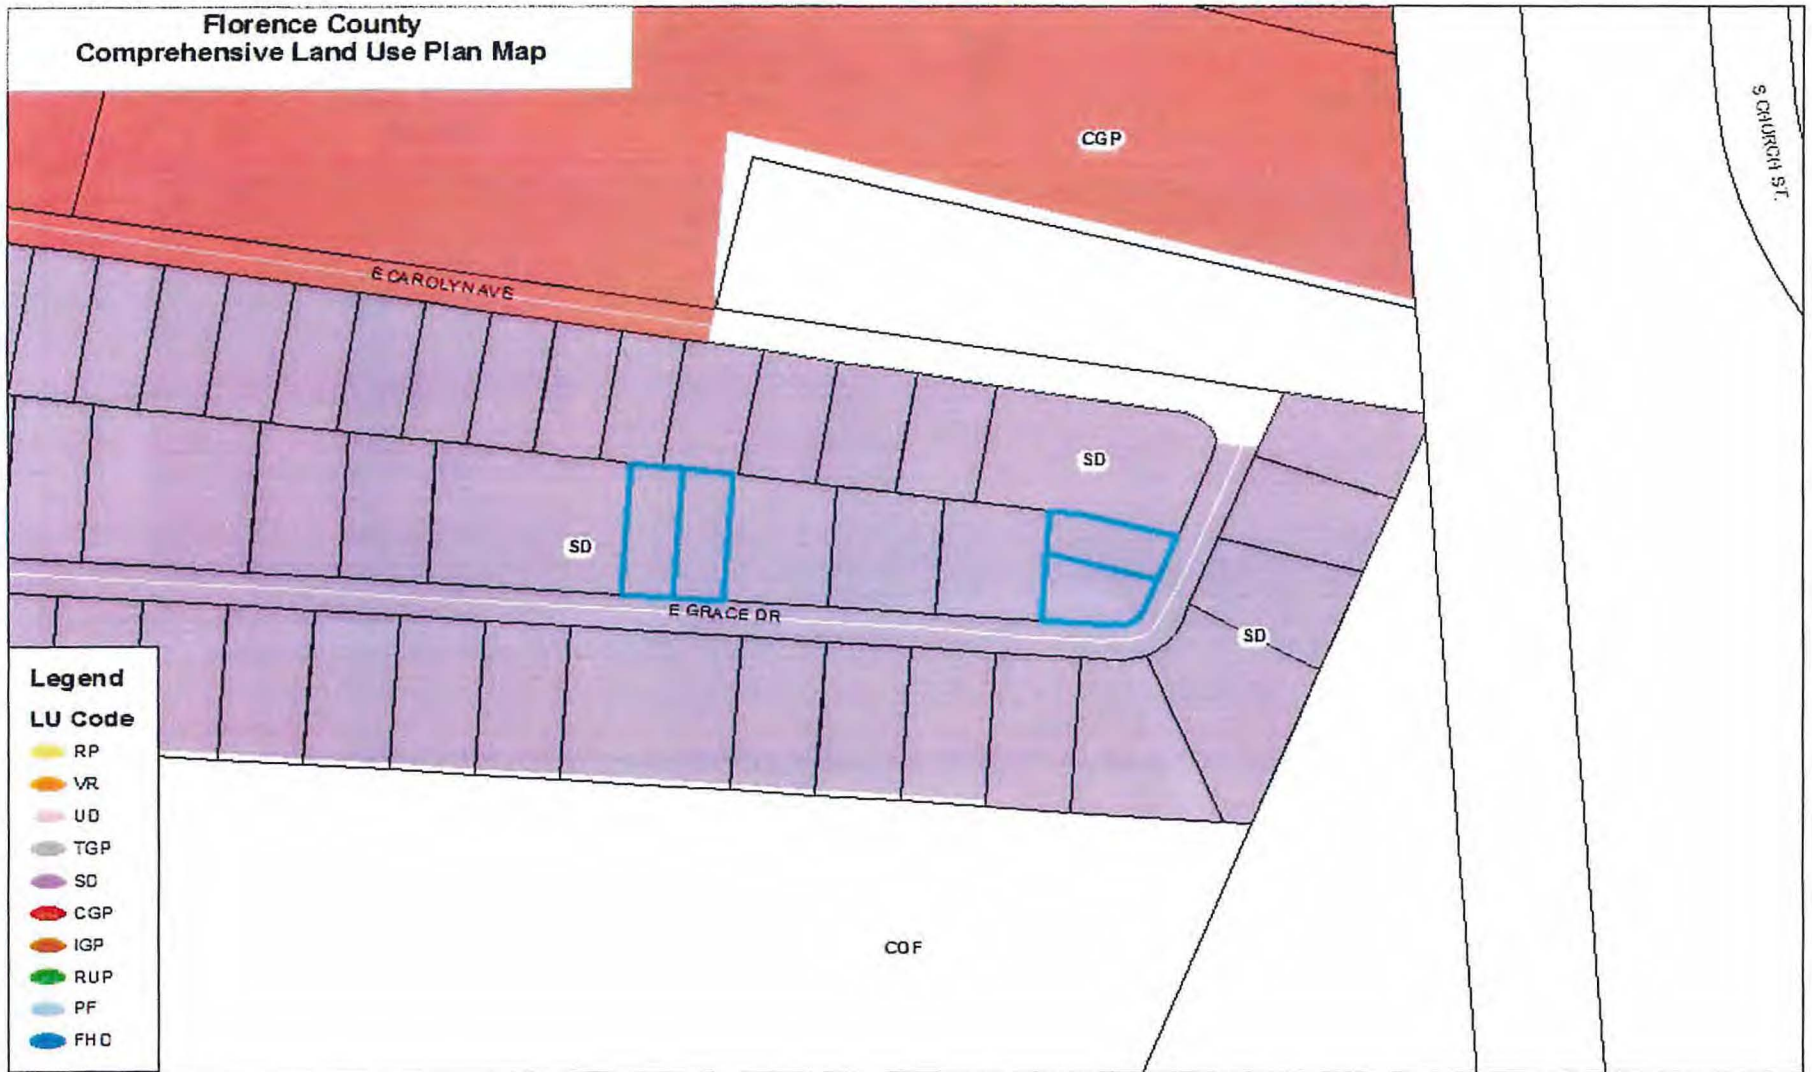 Florence County
Comprehensive Land Use Plan Map
CGP
S CHURCH ST.
E CAROLYN AVE
SD
SD
E GRACE DR
SD
COF
Legend
LU Code
RP
VR
UD
TGP
SD
CGP
IGP
RUP
PF
FHO